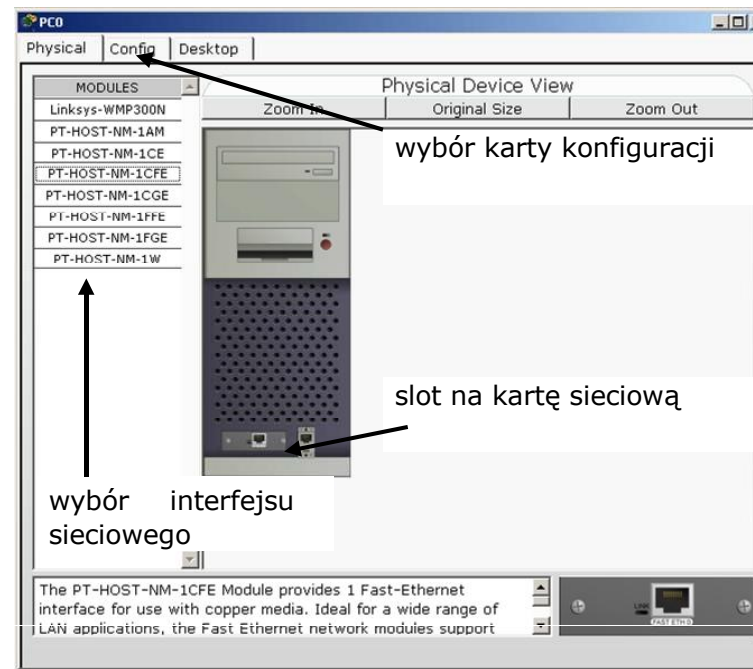 PC0
Physical Config Desktop
MODULES
Linksys-WMP300N
PT-HOST-NM-1AM
PT-HOST-NM-1CE
PT-HOST-NM-1CFE
PT-HOST-NM-1CGE
PT-HOST-NM-1FFE
PT-HOST-NM-1FGE
PT-HOST-NM-1W
Physical Device View
Zoom In Original Size Zoom Out
wybór karty konfiguracji
slot na kartę sieciową
wybór interfejsu
sieciowego
The PT-HOST-NM-1CFE Module provides 1 Fast-Ethernet
interface for use with copper media. Ideal for a wide range of
LAN applications, the Fast Ethernet network modules support
LINK
FAST ETH 0